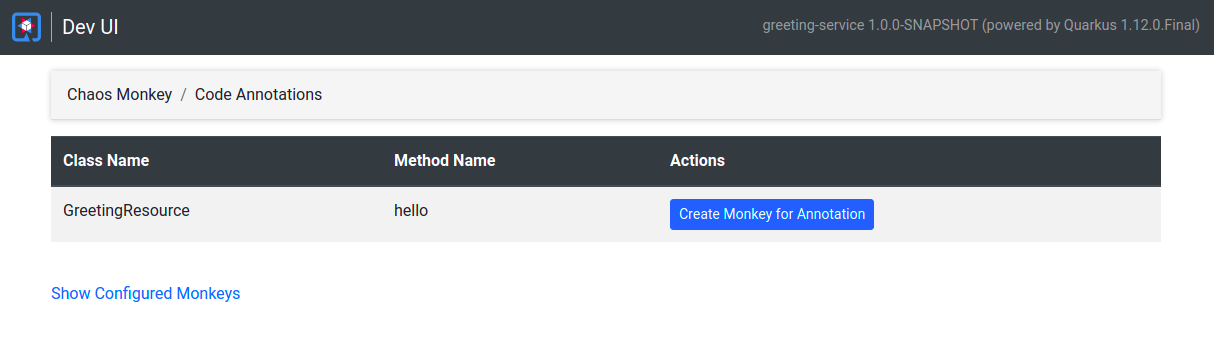 Dev UI
greeting-service 1.0.0-SNAPSHOT (powered by Quarkus 1.12.0.Final)
Chaos Monkey / Code Annotations
Class Name Method Name Actions
GreetingResource hello Create Monkey for Annotation
Show Configured Monkeys